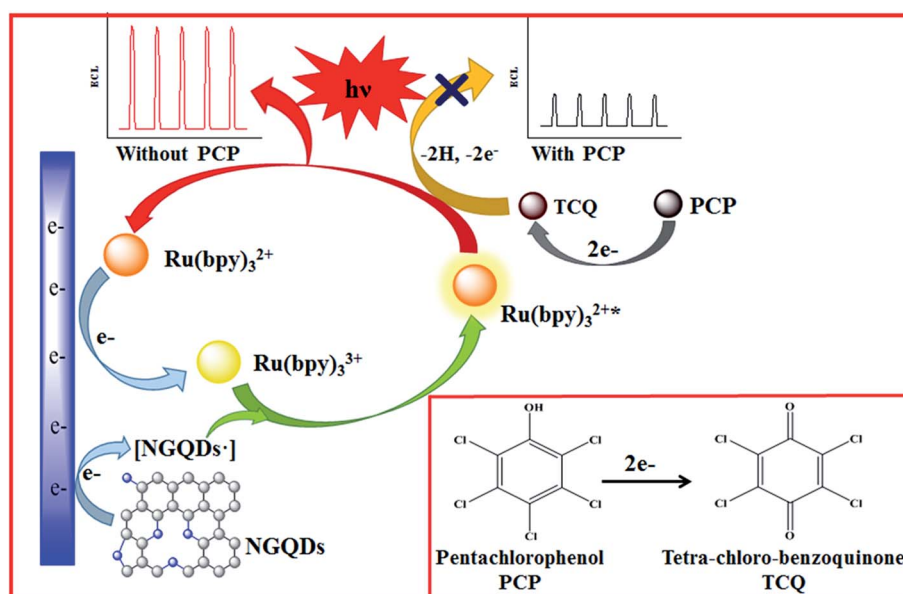 ECL
Without PCP
hν
-2H, -2e⁻
ECL
With PCP
e-
e-
e-
e-
e-
Ru(bpy)₃²⁺
TCQ
PCP
2e-
Ru(bpy)₃²⁺*
e-
Ru(bpy)₃³⁺
[NGQDs·]
e-
NGQDs
OH
Cl
Cl
Cl
Cl
Cl
2e-
O
Cl
Cl
Cl
Cl
O
Pentachlorophenol
PCP
Tetra-chloro-benzoquinone
TCQ